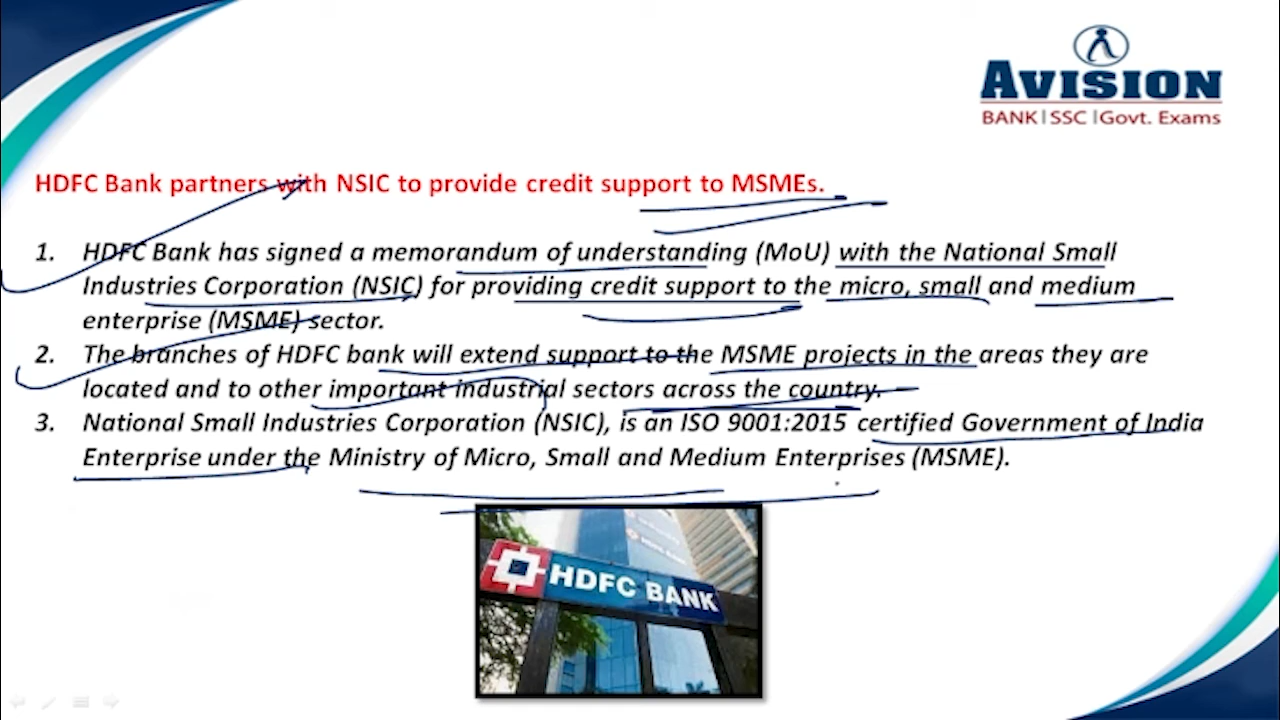 AVISION
BANK | SSC | Govt. Exams
HDFC Bank partners with NSIC to provide credit support to MSMEs.
1. HDFC Bank has signed a memorandum of understanding (MoU) with the National Small
Industries Corporation (NSIC) for providing credit support to the micro, small and medium
enterprise (MSME) sector.
2. The branches of HDFC bank will extend support to the MSME projects in the areas they are
located and to other important industrial sectors across the country.
3. National Small Industries Corporation (NSIC), is an ISO 9001:2015 certified Government of India
Enterprise under the Ministry of Micro, Small and Medium Enterprises (MSME).
HDFC BANK